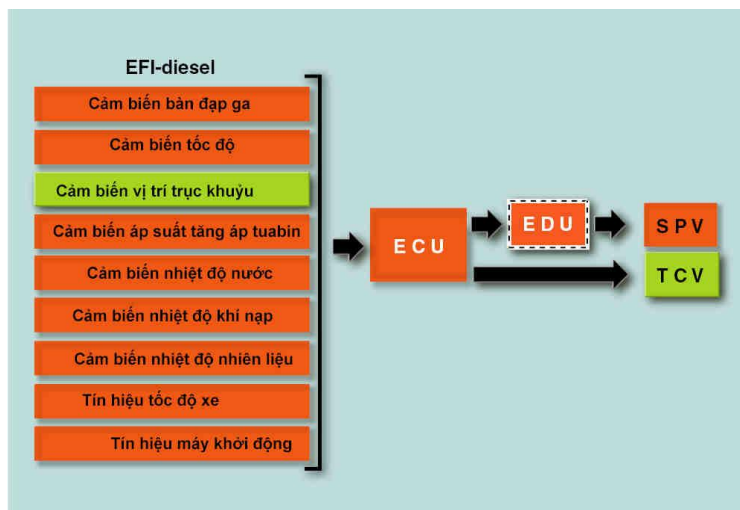 EFI-diesel
Cảm biến bàn đạp ga
Cảm biến tốc độ
Cảm biến vị trí trục khuỷu
Cảm biến áp suất tăng áp tuabin
Cảm biến nhiệt độ nước
Cảm biến nhiệt độ khí nạp
Cảm biến nhiệt độ nhiên liệu
Tín hiệu tốc độ xe
Tín hiệu máy khởi động
ECU
EDU
SPV
TCV